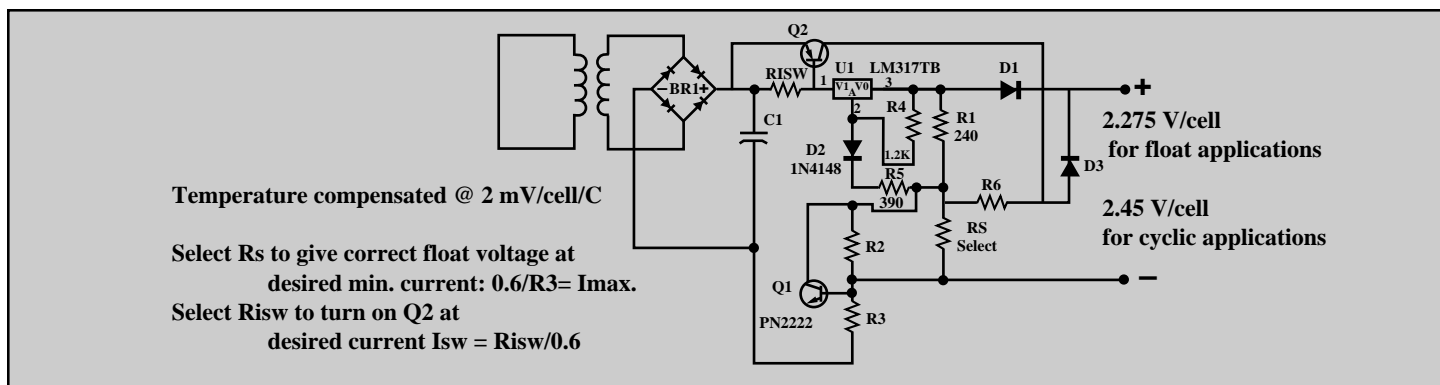 Q2
U1
LM317TB
D1
RISW
1
V1
V0
A
3
2
+
BR1
C1
R4
R1
240
1.2K
D2
1N4148
R5
390
R6
D3
RS
Select
R2
Q1
PN2222
R3
2.275 V/cell
for float applications
2.45 V/cell
for cyclic applications
−
Temperature compensated @ 2 mV/cell/C
Select Rs to give correct float voltage at
desired min. current: 0.6/R3= Imax.
Select Risw to turn on Q2 at
desired current Isw = Risw/0.6